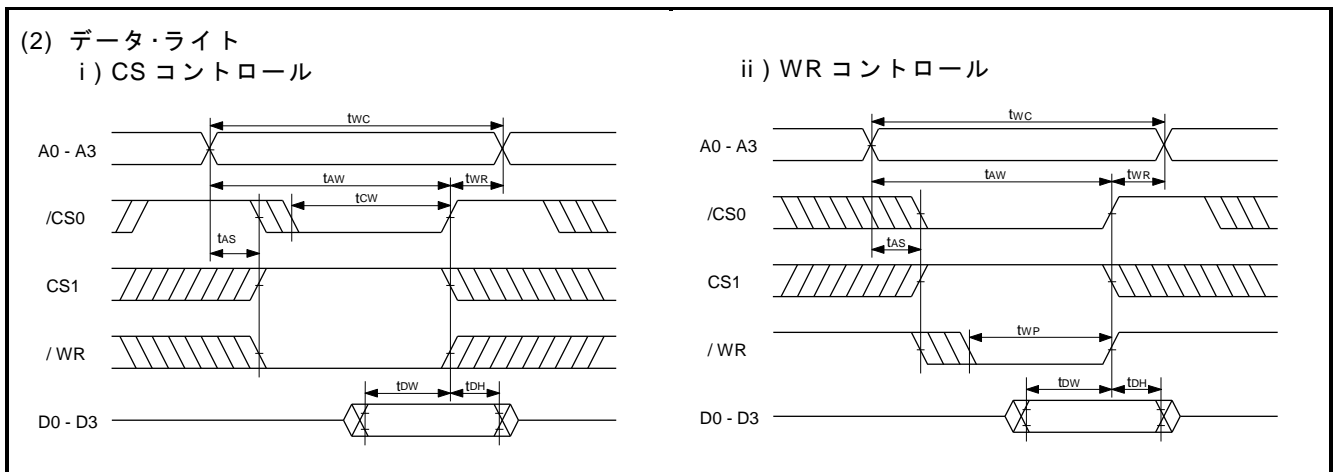 (2) データ･ライト
i ) CS コントロール
tWC
A0 - A3
tAW
tWR
/CS0
tCW
tAS
CS1
/ WR
tDW
tDH
D0 - D3
ii ) WR コントロール
tWC
A0 - A3
tAW
tWR
/CS0
tAS
CS1
/ WR
tWP
tDW
tDH
D0 - D3